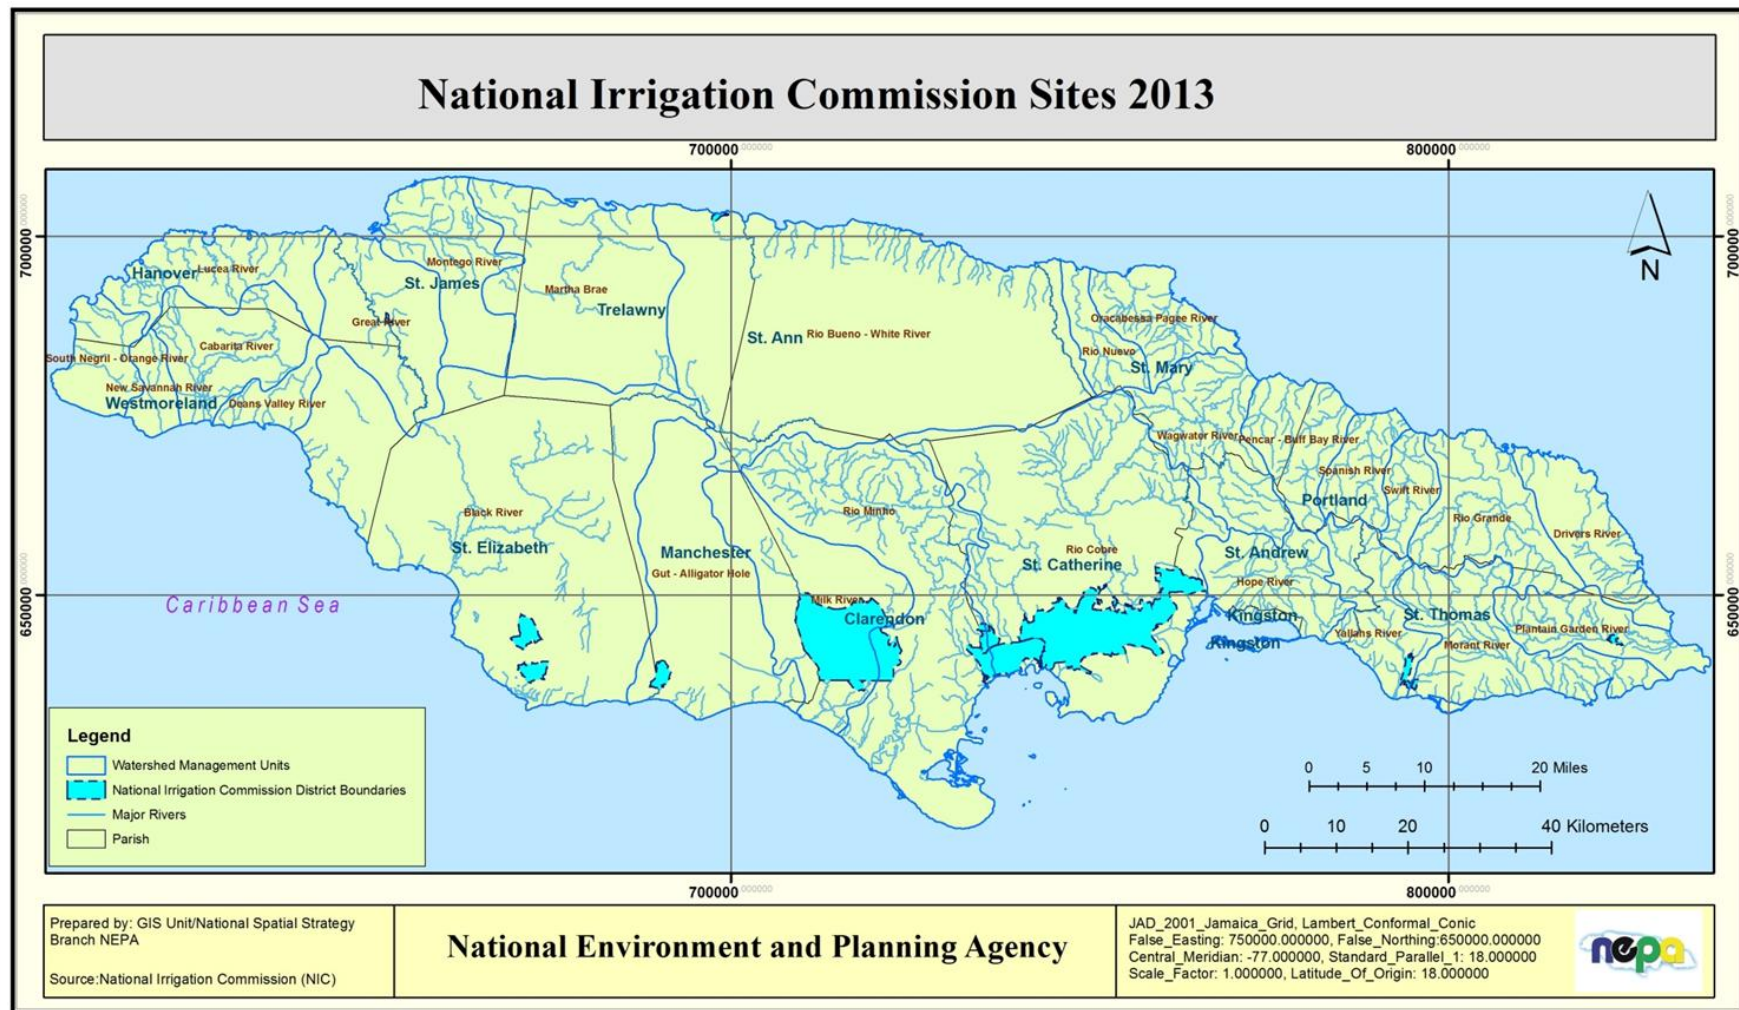 National Irrigation Commission Sites 2013
700000.000000
800000.000000
700000.000000
700000.000000
Hanover
Lucea River
Montego River
St. James
Martha Brae
Trelawny
Great River
St. Ann
Rio Bueno - White River
Oracabessa Pagee River
Rio Nuevo
St. Mary
Cabarita River
South Negril - Orange River
New Savannah River
Westmoreland
Deans Valley River
Wagwater River
Pencar - Buff Bay River
Spanish River
Swift River
Portland
Rio Grande
Drivers River
Black River
St. Elizabeth
Manchester
Gut - Alligator Hole
Rio Minho
Rio Cobre
St. Catherine
St. Andrew
Hope River
Milk River
Clarendon
Kingston
Kingston
St. Thomas
Yallahs River
Plantain Garden River
Morant River
650000.000000
650000.000000
Caribbean Sea
N
Legend
Watershed Management Units
National Irrigation Commission District Boundaries
Major Rivers
Parish
0 5 10 20 Miles
0 10 20 40 Kilometers
700000.000000
800000.000000
Prepared by: GIS Unit/National Spatial Strategy
Branch NEPA
Source:National Irrigation Commission (NIC)
National Environment and Planning Agency
JAD_2001_Jamaica_Grid, Lambert_Conformal_Conic
False_Easting: 750000.000000, False_Northing:650000.000000
Central_Meridian: -77.000000, Standard_Parallel_1: 18.000000
Scale_Factor: 1.000000, Latitude_Of_Origin: 18.000000
nepa